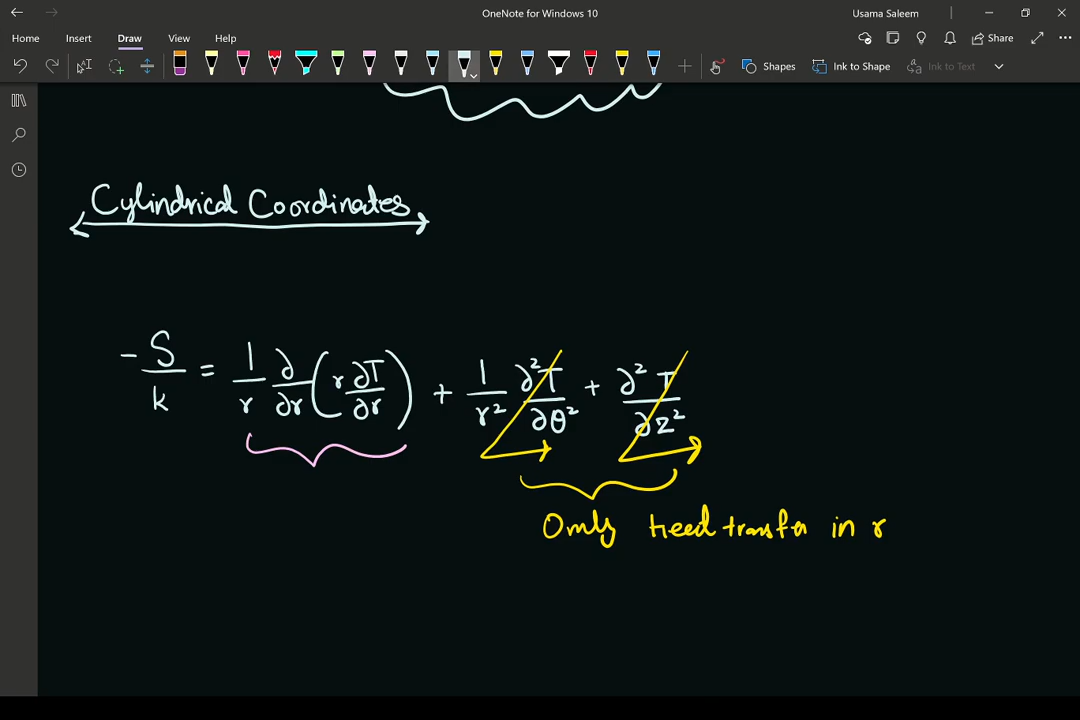 OneNote for Windows 10
Usama Saleem
Home Insert Draw View Help
Share
Shapes Ink to Shape Ink to Text
Cylindrical Coordinates
-S/k = 1/r ∂/∂r (r ∂T/∂r) + 1/r² ∂²T/∂θ² + ∂²T/∂z²
Only heed transfer in r